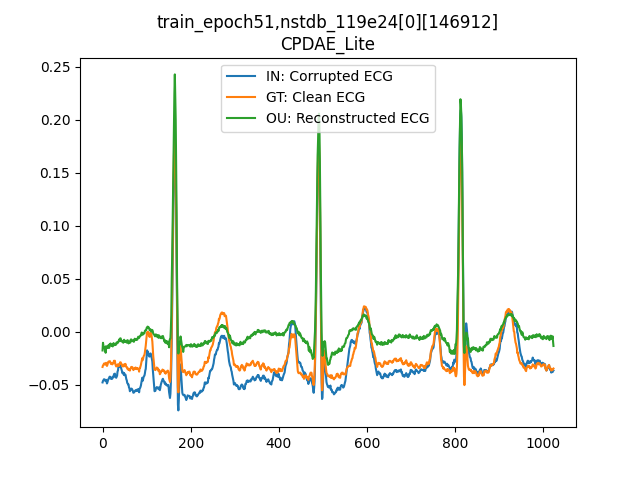 train_epoch51,nstdb_119e24[0][146912]
CPDAE_Lite
IN: Corrupted ECG
GT: Clean ECG
OU: Reconstructed ECG
0.25
0.20
0.15
0.10
0.05
0.00
−0.05
0 200 400 600 800 1000